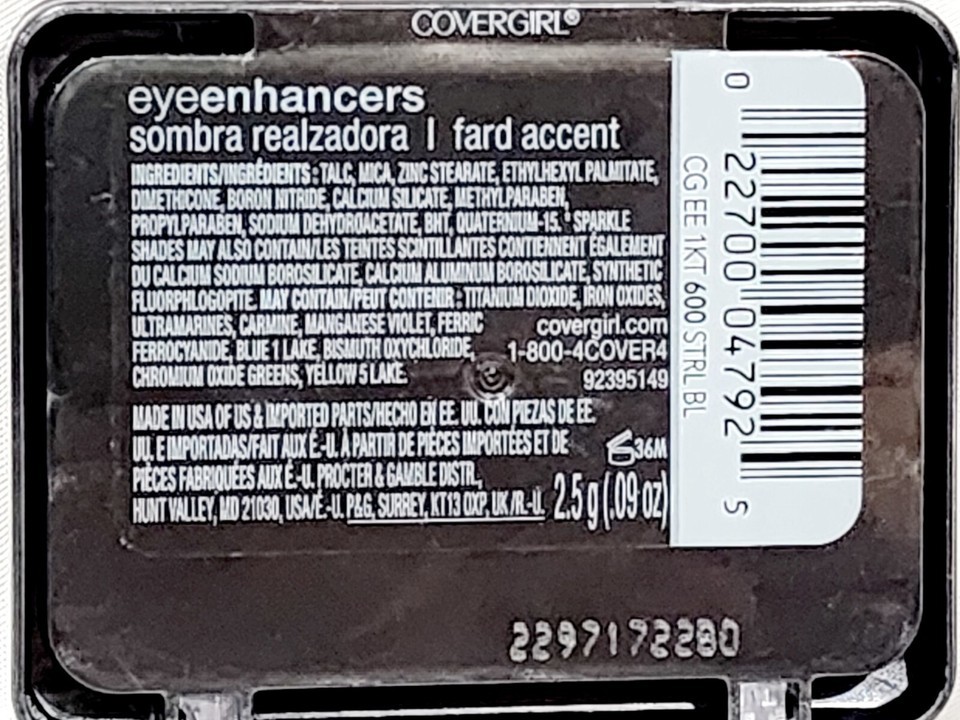 COVERGIRL®
eyeenhancers
sombra realzadora | fard accent
INGREDIENTS/INGRÉDIENTS : TALC, MICA, ZINC STEARATE, ETHYLHEXYL PALMITATE,
DIMETHICONE, BORON NITRIDE, CALCIUM SILICATE, METHYLPARABEN,
PROPYLPARABEN, SODIUM DEHYDROACETATE, BHT, QUATERNIUM-15. * SPARKLE
SHADES MAY ALSO CONTAIN/LES TEINTES SCINTILLANTES CONTIENNENT ÉGALEMENT
DU CALCIUM SODIUM BOROSILICATE, CALCIUM ALUMINUM BOROSILICATE, SYNTHETIC
FLUORPHLOGOPITE. MAY CONTAIN/PEUT CONTENIR : TITANIUM DIOXIDE, IRON OXIDES,
ULTRAMARINES, CARMINE, MANGANESE VIOLET, FERRIC
FERROCYANIDE, BLUE 1 LAKE, BISMUTH OXYCHLORIDE,
CHROMIUM OXIDE GREENS, YELLOW 5 LAKE.
covergirl.com
1-800-4COVER4
92395149
MADE IN USA OF US & IMPORTED PARTS/HECHO EN EE. UU. CON PIEZAS DE EE.
UU. E IMPORTADAS/FAIT AUX É.-U. À PARTIR DE PIÈCES IMPORTÉES ET DE
PIÈCES FABRIQUÉES AUX É.-U. PROCTER & GAMBLE DISTR.,
HUNT VALLEY, MD 21030, USA/É.-U. P&G, SURREY, KT13 0XP, UK/R.-U.
36M
2.5 g (.09 oz)
CG EE 1KT 600 STRL BL
0 22700 04792 5
2297172280